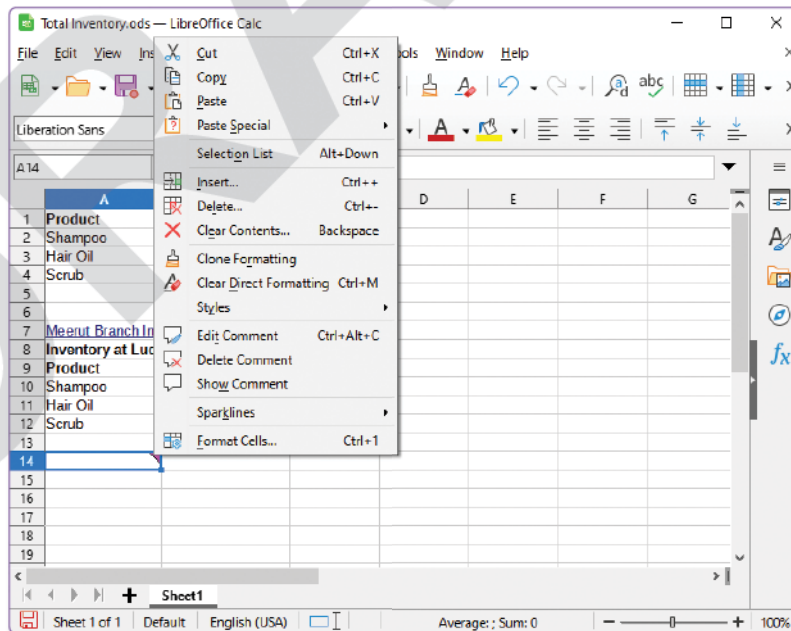 Total Inventory.ods — LibreOffice Calc
File Edit View Ins ols Window Help
Liberation Sans
A14
Cut Ctrl+X
Copy Ctrl+C
Paste Ctrl+V
Paste Special
Selection List Alt+Down
Insert... Ctrl++
Delete... Ctrl+-
Clear Contents... Backspace
Clone Formatting
Clear Direct Formatting Ctrl+M
Styles
Edit Comment Ctrl+Alt+C
Delete Comment
Show Comment
Sparklines
Format Cells... Ctrl+1
A D E F G
1 Product
2 Shampoo
3 Hair Oil
4 Scrub
5
6
7 Meerut Branch In
8 Inventory at Luc
9 Product
10 Shampoo
11 Hair Oil
12 Scrub
13
14
15
16
17
18
19
Sheet1
Sheet 1 of 1 Default English (USA) Average: ; Sum: 0 100%